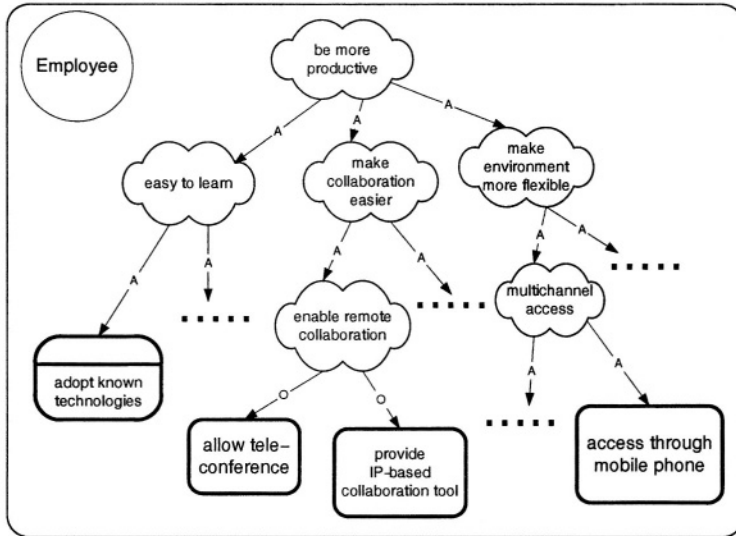 Employee
be more
productive
A
A
A
easy to learn
make
collaboration
easier
make
environment
more flexible
A
A
A
A
A
A
enable remote
collaboration
multichannel
access
A
A
O
O
adopt known
technologies
allow tele-
conference
provide
IP-based
collaboration tool
access through
mobile phone